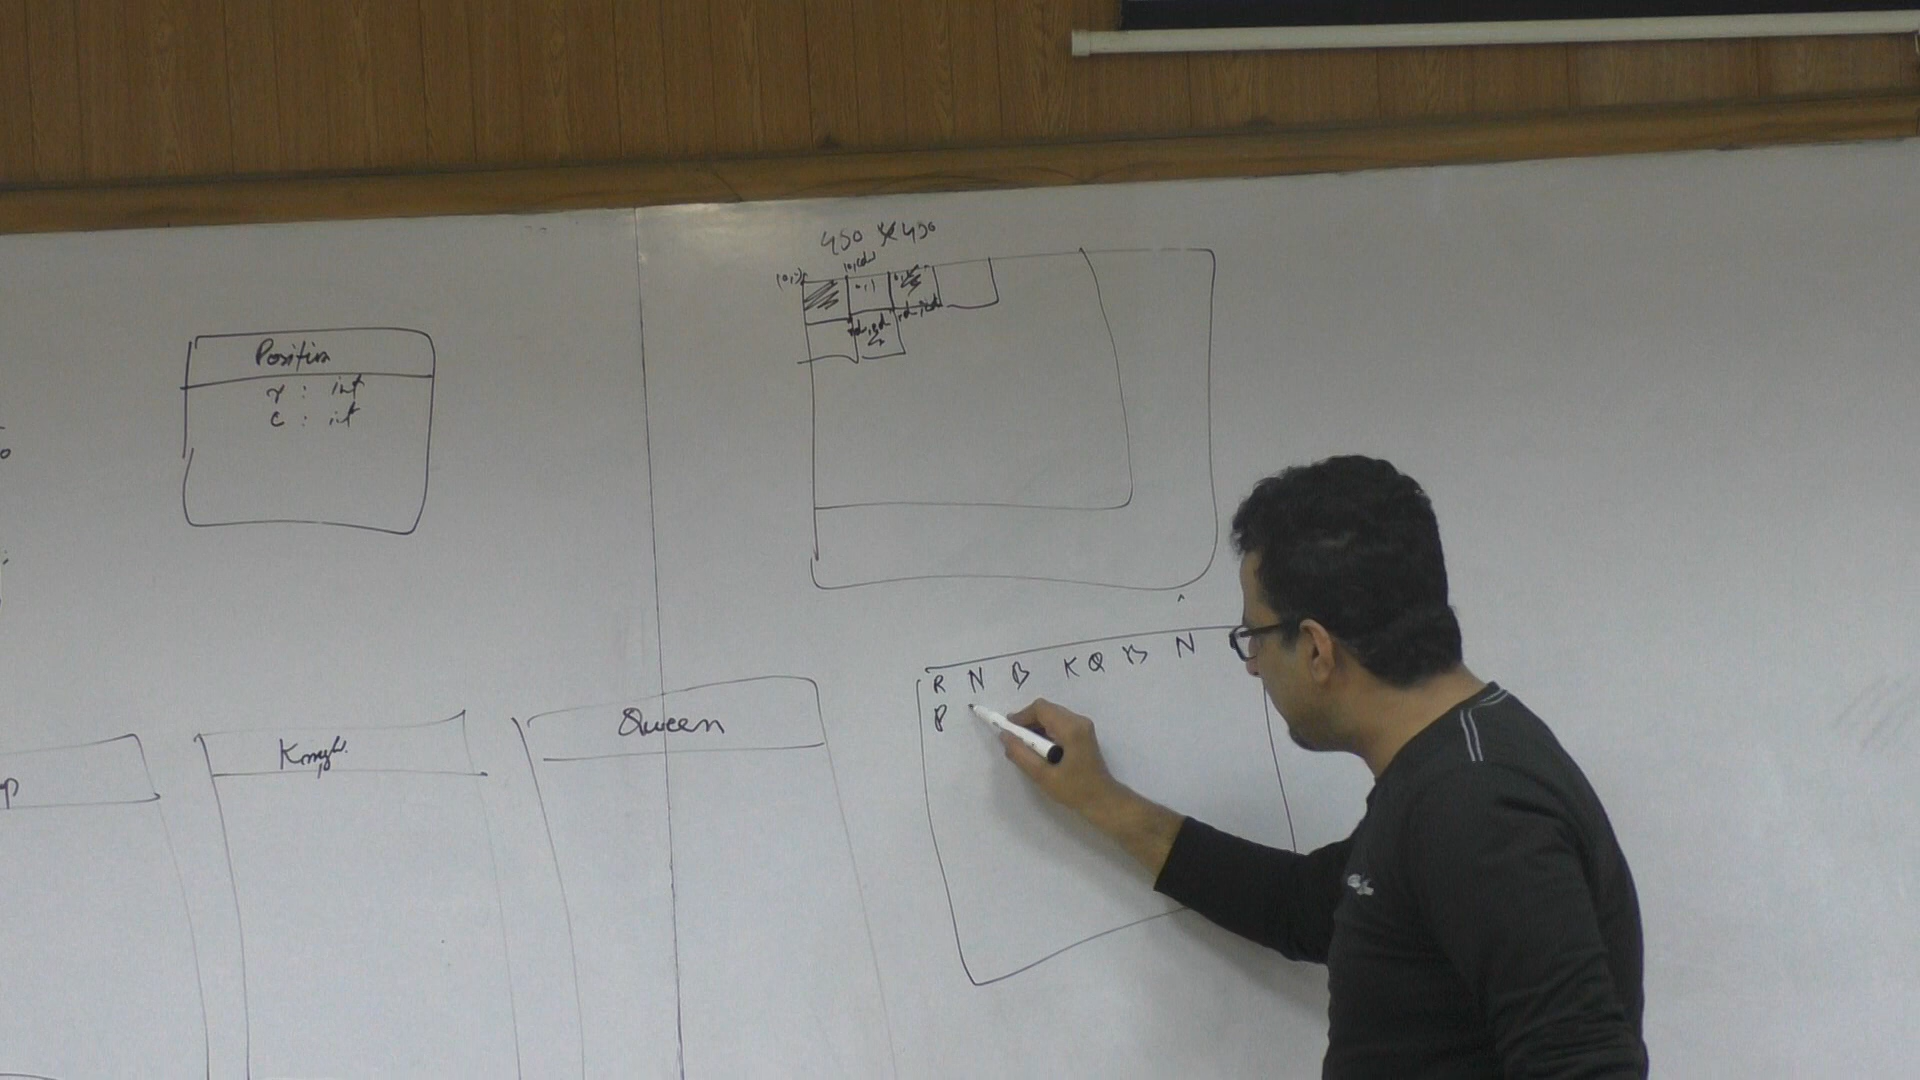 450 x 450
(0,0)
0,1
Position
r : int
c : int
R N B K Q B N
P
Queen
Knight
P